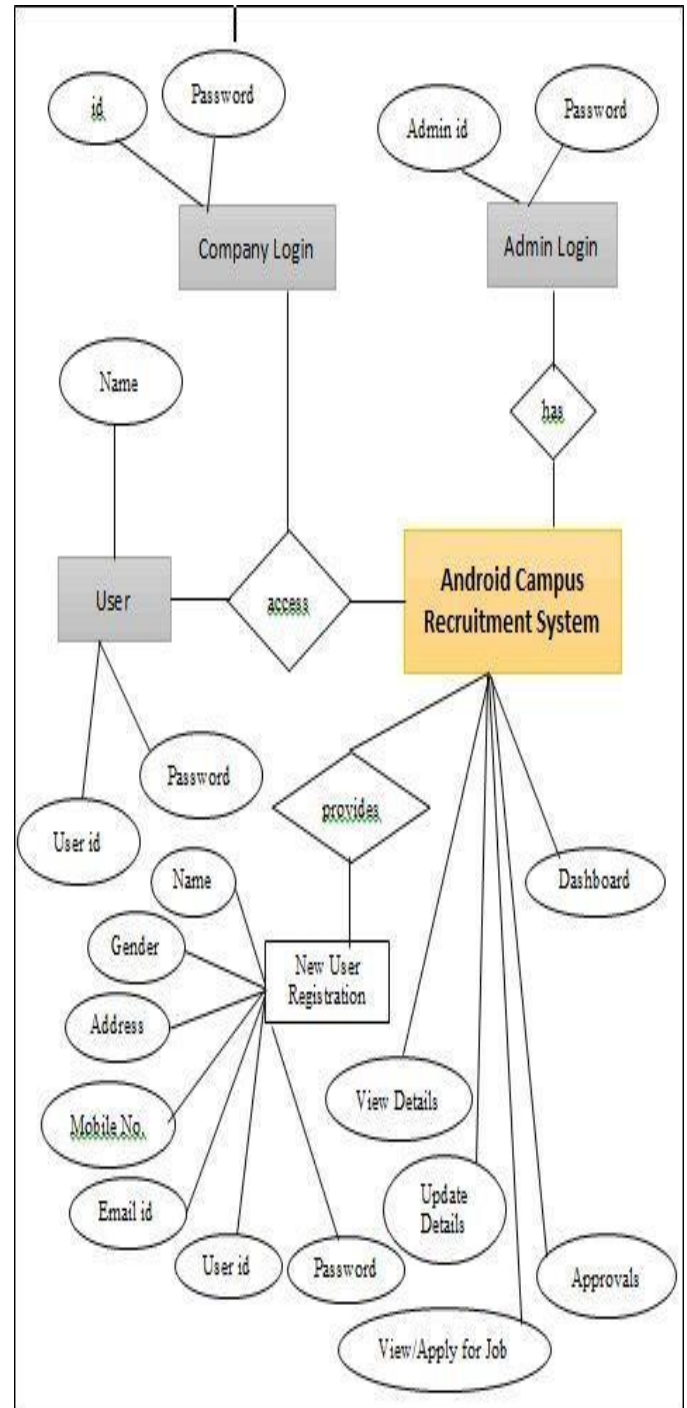 id
Password
Admin id
Password
Company Login
Admin Login
Name
has
User
access
Android Campus
Recruitment System
Password
User id
provides
Name
Dashboard
Gender
New User
Registration
Address
View Details
Mobile No.
Update
Details
Email id
User id
Password
Approvals
View/Apply for Job